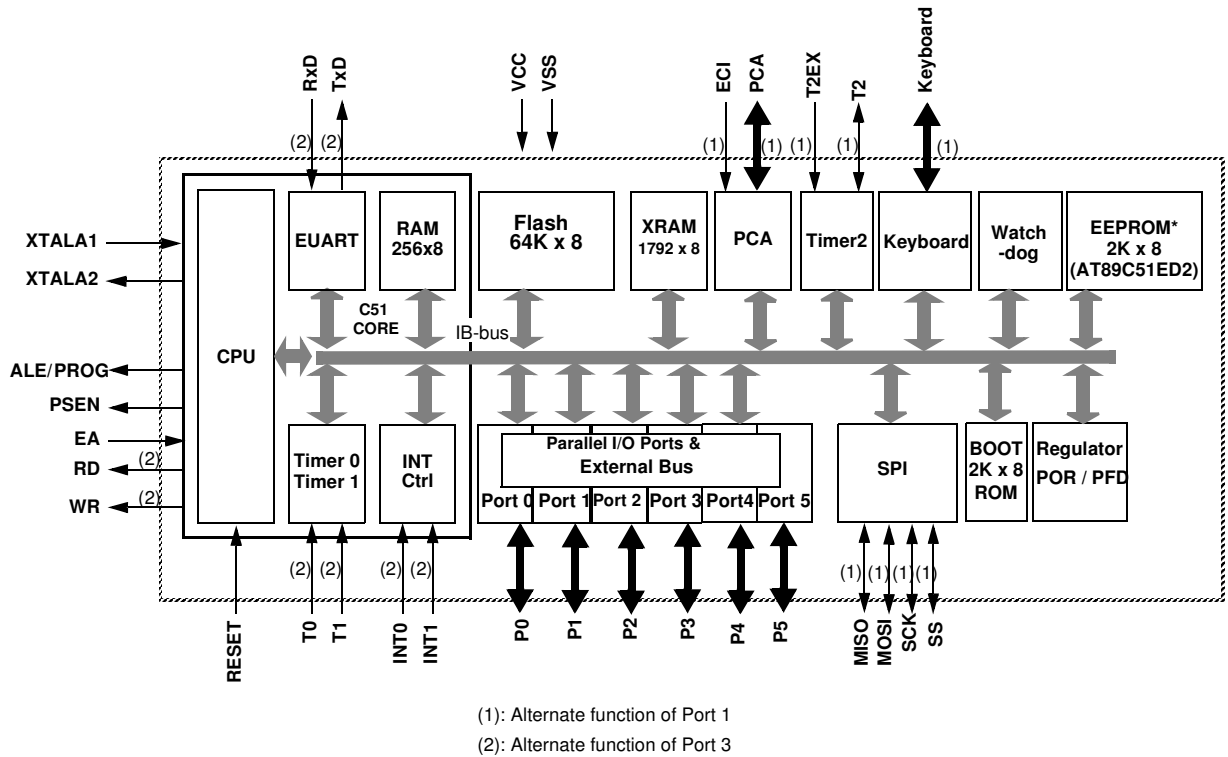 RxD
TxD
VCC
VSS
ECI
PCA
T2EX
T2
Keyboard
(2)
(2)
(1)
(1)
(1)
(1)
(1)
XTALA1
XTALA2
ALE/PROG
PSEN
EA
RD
(2)
WR
(2)
CPU
EUART
RAM
256x8
C51
CORE
IB-bus
Flash
64K x 8
XRAM
1792 x 8
PCA
Timer2
Keyboard
Watch
-dog
EEPROM*
2K x 8
(AT89C51ED2)
Timer 0
Timer 1
INT
Ctrl
Parallel I/O Ports &
External Bus
Port 0
Port 1
Port 2
Port 3
Port4
Port 5
SPI
BOOT
2K x 8
ROM
Regulator
POR / PFD
(2)
(2)
(2)
(2)
(1)
(1)
(1)
(1)
RESET
T0
T1
INT0
INT1
P0
P1
P2
P3
P4
P5
MISO
MOSI
SCK
SS
(1): Alternate function of Port 1
(2): Alternate function of Port 3